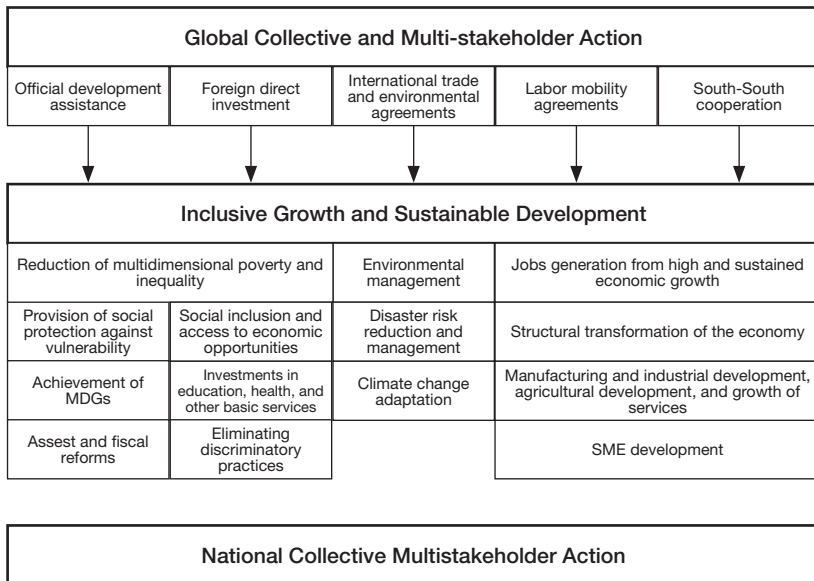 Global Collective and Multi-stakeholder Action
Official development
assistance
Foreign direct
investment
International trade
and environmental
agreements
Labor mobility
agreements
South-South
cooperation
Inclusive Growth and Sustainable Development
Reduction of multidimensional poverty and
inequality
Environmental
management
Jobs generation from high and sustained
economic growth
Provision of social
protection against
vulnerability
Social inclusion and
access to economic
opportunities
Disaster risk
reduction and
management
Structural transformation of the economy
Achievement of
MDGs
Investments in
education, health, and
other basic services
Climate change
adaptation
Manufacturing and industrial development,
agricultural development, and growth of
services
Assest and fiscal
reforms
Eliminating
discriminatory
practices
SME development
National Collective Multistakeholder Action